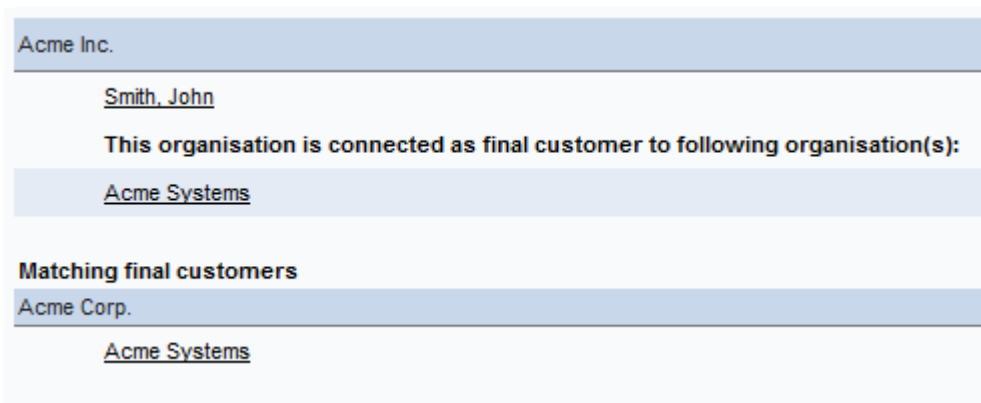 Acme Inc.
Smith, John
This organisation is connected as final customer to following organisation(s):
Acme Systems
Matching final customers
Acme Corp.
Acme Systems